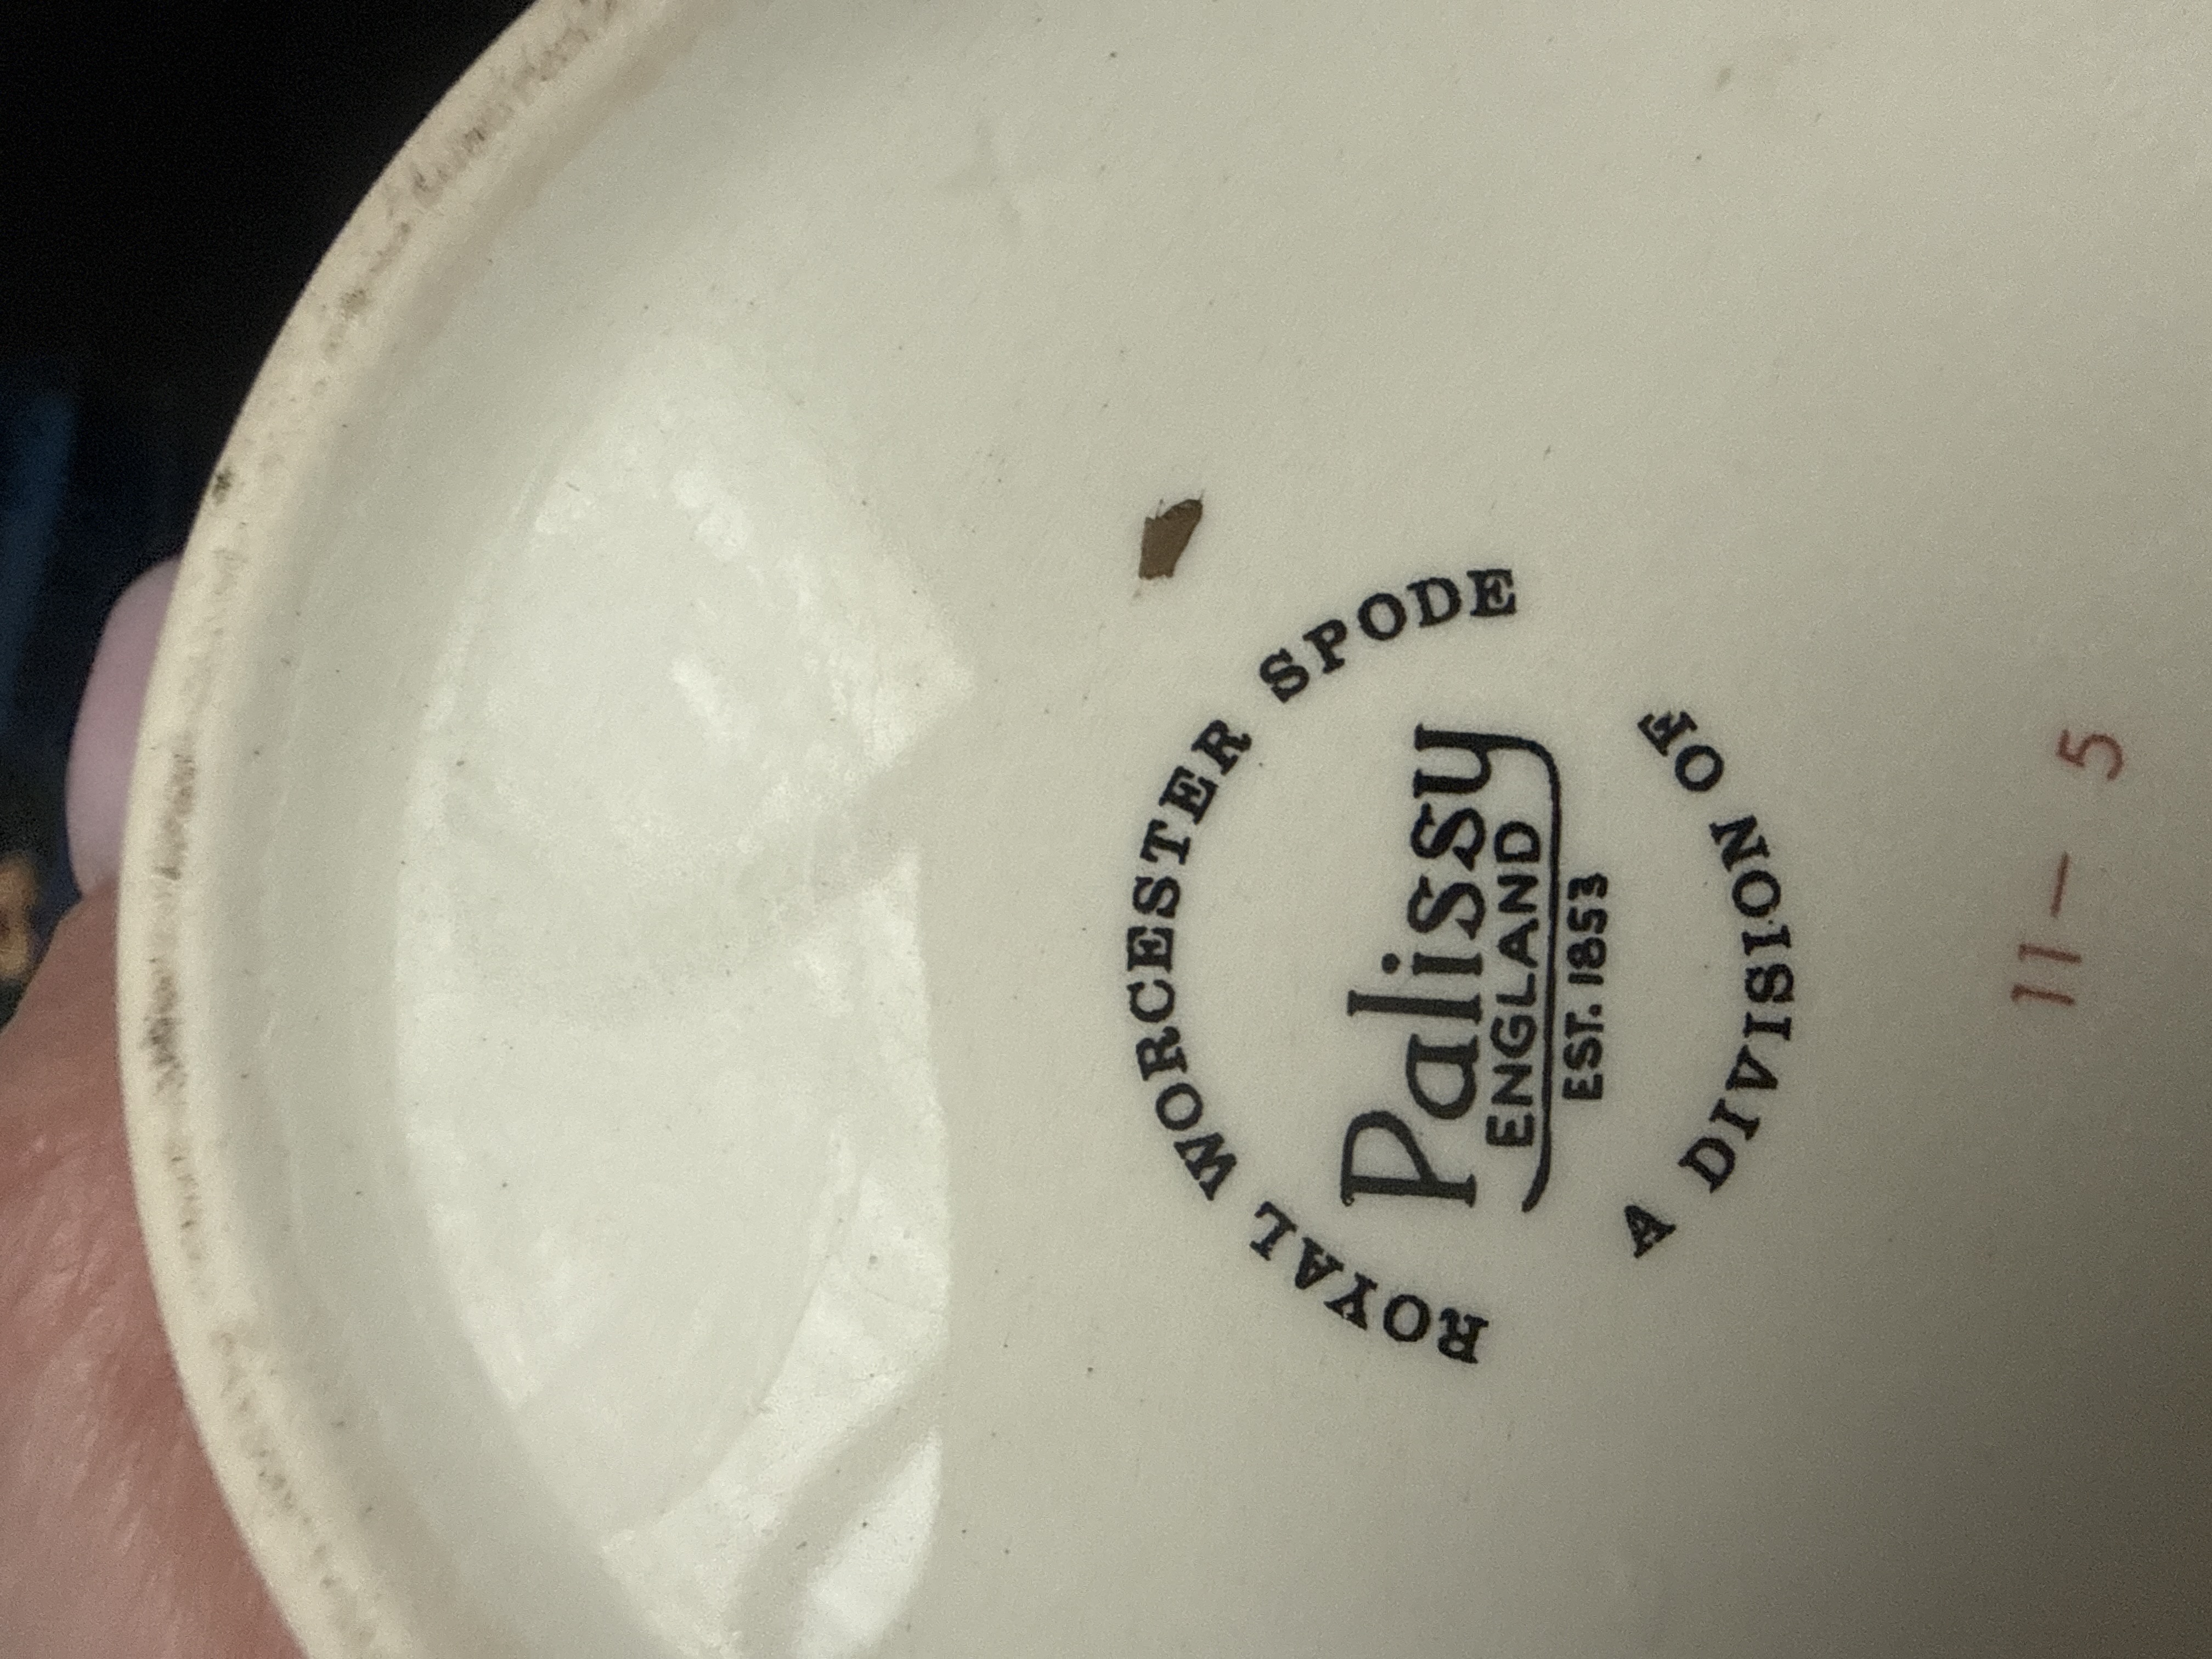 A DIVISION OF
ROYAL WORCESTER SPODE
Palissy
ENGLAND
EST. 1853
11-5